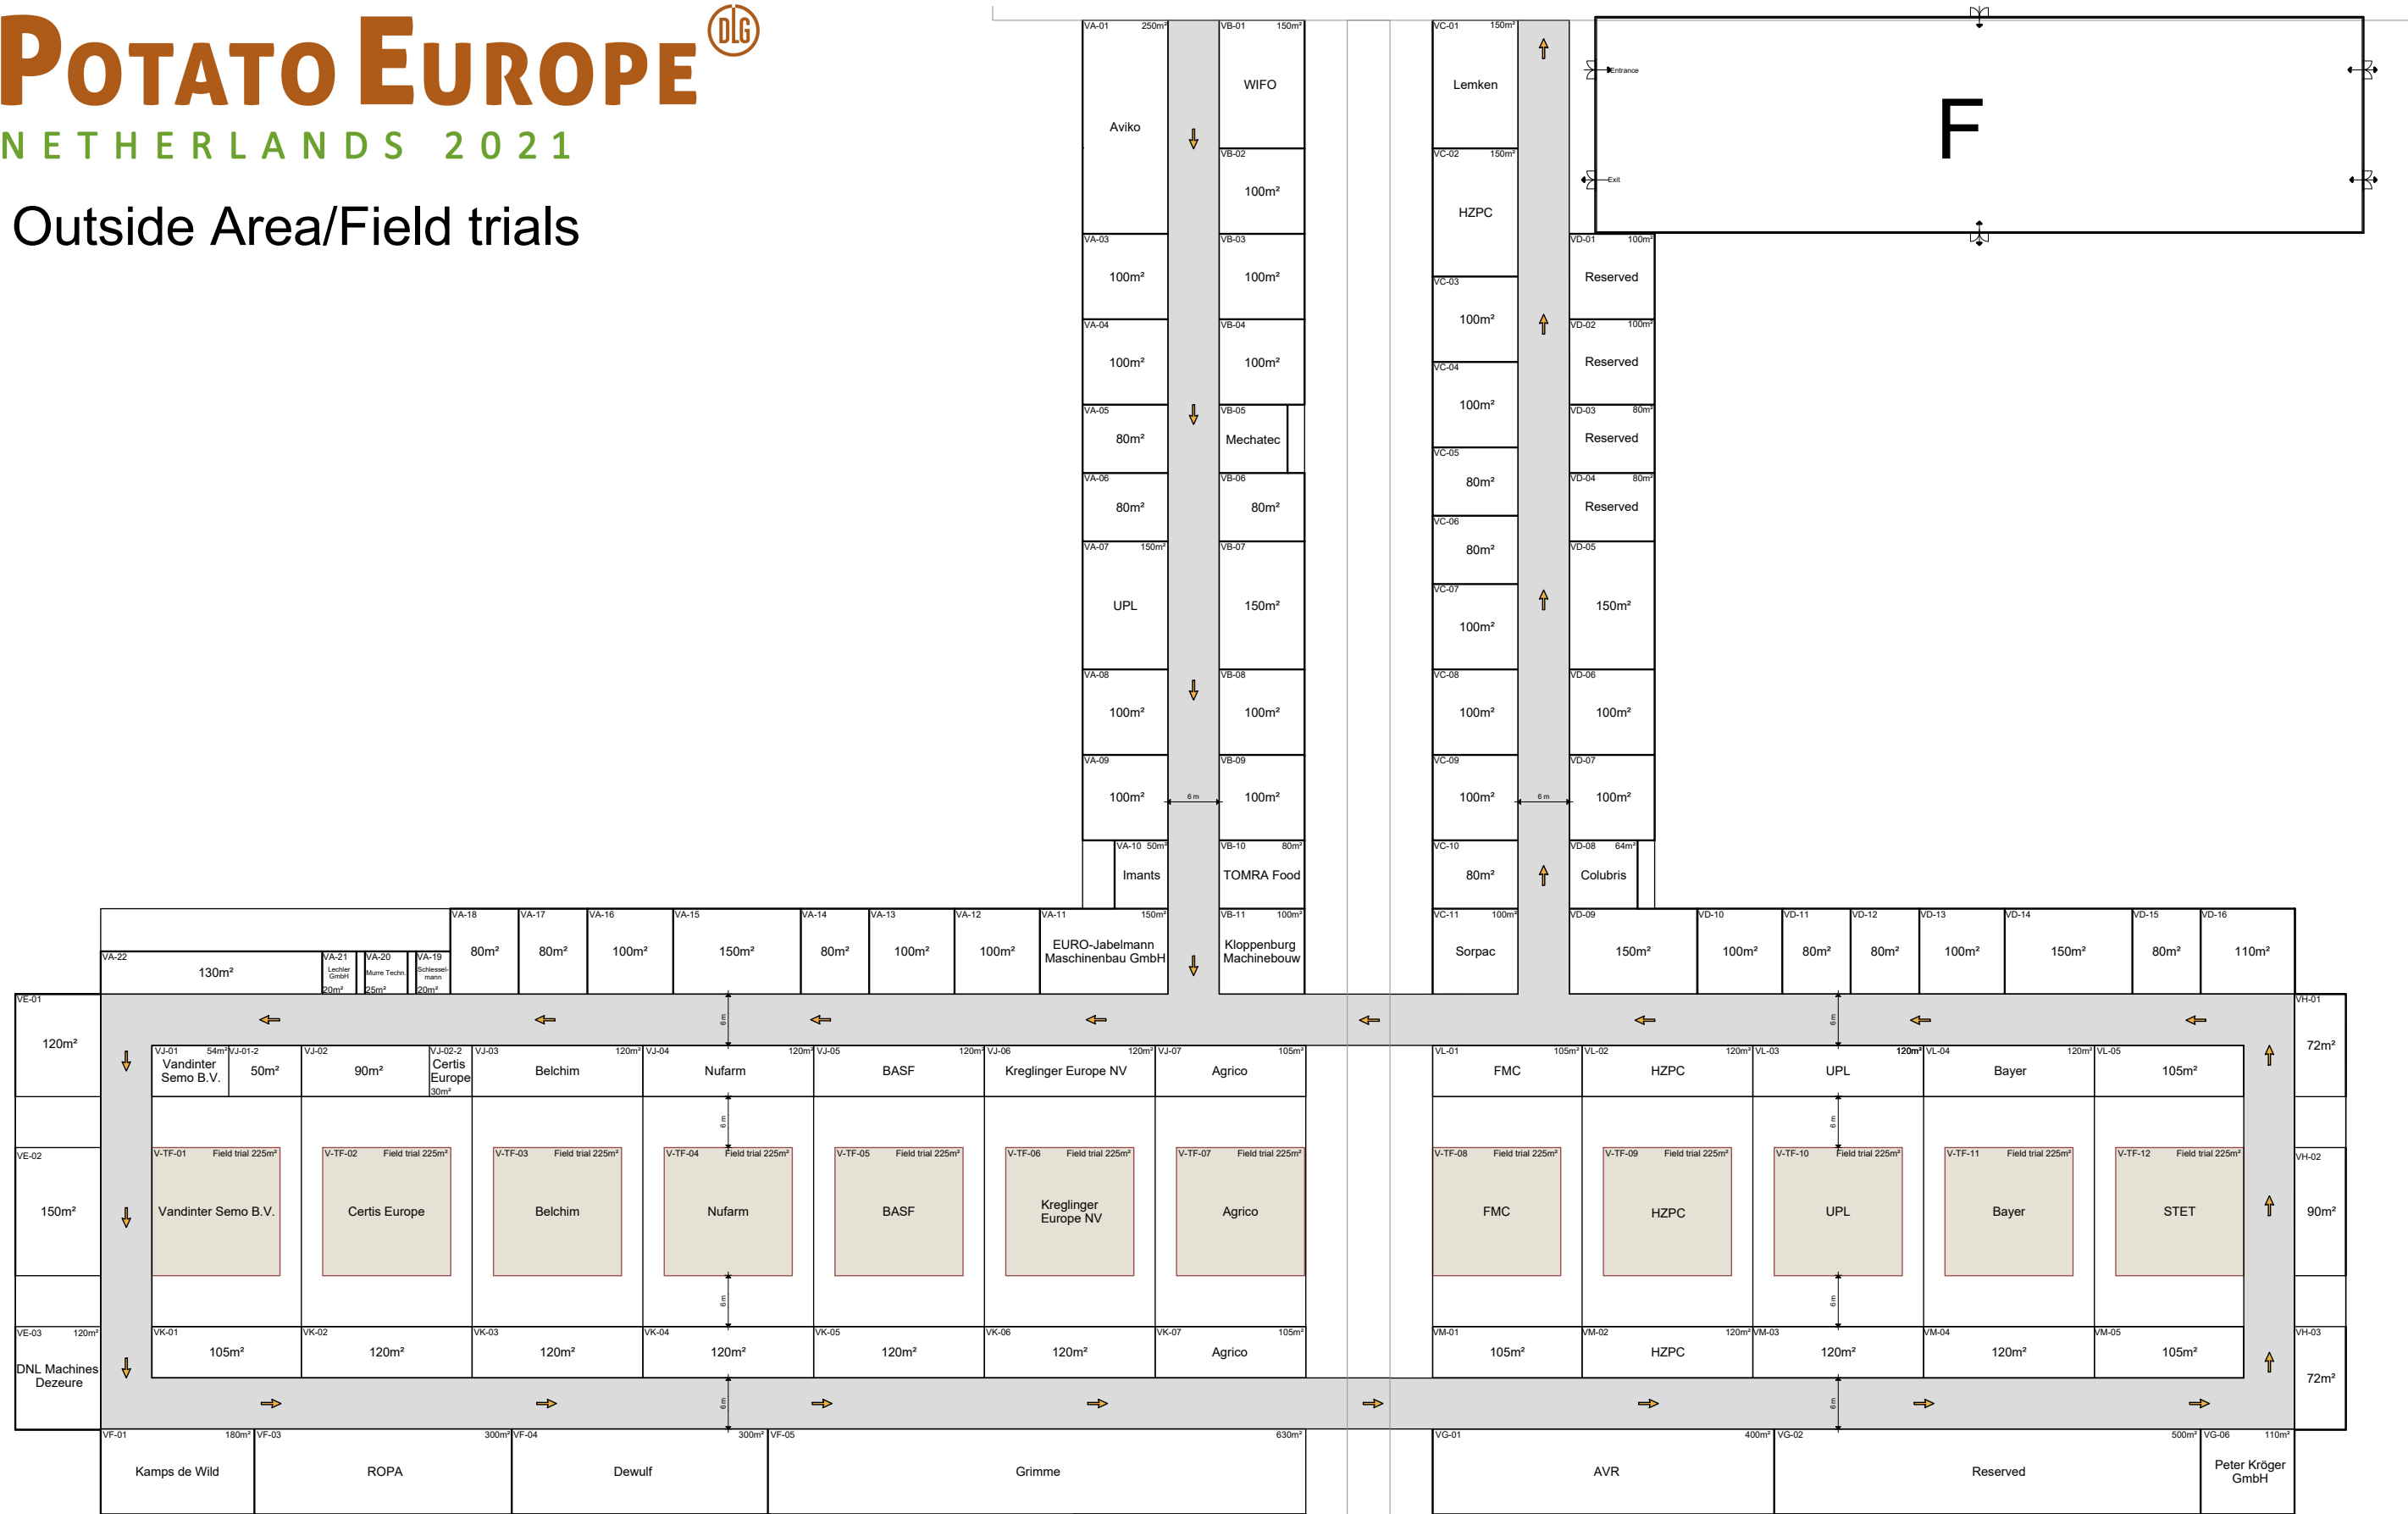 POTATO EUROPE
DLG
NETHERLANDS 2021
Outside Area/Field trials
VA-01 250m²
Aviko
VA-03
100m²
VA-04
100m²
VA-05
80m²
VA-06
80m²
VA-07 150m²
UPL
VA-08
100m²
VA-09
100m²
VA-10 50m²
Imants
VB-01 150m²
WIFO
VB-02
100m²
VB-03
100m²
VB-04
100m²
VB-05
Mechatec
VB-06
80m²
VB-07
150m²
VB-08
100m²
VB-09
100m²
6 m
VB-10 80m²
TOMRA Food
VB-11 100m²
Kloppenburg
Machinebouw
VC-01 150m²
Lemken
VC-02 150m²
HZPC
VC-03
100m²
VC-04
100m²
VC-05
80m²
VC-06
80m²
VC-07
100m²
VC-08
100m²
VC-09
100m²
6 m
VC-10
80m²
VC-11 100m²
Sorpac
Entrance
F
Exit
VD-01 100m²
Reserved
VD-02 100m²
Reserved
VD-03 80m²
Reserved
VD-04 80m²
Reserved
VD-05
150m²
VD-06
100m²
VD-07
100m²
VD-08 64m²
Colubris
VA-22
130m²
VA-21
Lechler
GmbH
20m²
VA-20
Murre Techn.
25m²
VA-19
Schlessel-
mann
20m²
VA-18
80m²
VA-17
80m²
VA-16
100m²
VA-15
150m²
VA-14
80m²
VA-13
100m²
VA-12
100m²
VA-11 150m²
EURO-Jabelmann
Maschinenbau GmbH
VD-09
150m²
VD-10
100m²
VD-11
80m²
VD-12
80m²
VD-13
100m²
VD-14
150m²
VD-15
80m²
VD-16
110m²
VE-01
120m²
6 m
6 m
VH-01
72m²
VJ-01 54m²
Vandinter
Semo B.V.
VJ-01-2
50m²
VJ-02
90m²
VJ-02-2
Certis
Europe
30m²
VJ-03 120m²
Belchim
VJ-04 120m²
Nufarm
VJ-05 120m²
BASF
VJ-06 120m²
Kreglinger Europe NV
VJ-07 105m²
Agrico
VL-01 105m²
FMC
VL-02 120m²
HZPC
VL-03 120m²
UPL
VL-04 120m²
Bayer
VL-05
105m²
6 m
6 m
VE-02
150m²
V-TF-01 Field trial 225m²
Vandinter Semo B.V.
V-TF-02 Field trial 225m²
Certis Europe
V-TF-03 Field trial 225m²
Belchim
V-TF-04 Field trial 225m²
Nufarm
V-TF-05 Field trial 225m²
BASF
V-TF-06 Field trial 225m²
Kreglinger
Europe NV
V-TF-07 Field trial 225m²
Agrico
V-TF-08 Field trial 225m²
FMC
V-TF-09 Field trial 225m²
HZPC
V-TF-10 Field trial 225m²
UPL
V-TF-11 Field trial 225m²
Bayer
V-TF-12 Field trial 225m²
STET
VH-02
90m²
6 m
6 m
VE-03 120m²
DNL Machines
Dezeure
VK-01
105m²
VK-02
120m²
VK-03
120m²
VK-04
120m²
VK-05
120m²
VK-06
120m²
VK-07 105m²
Agrico
VM-01
105m²
VM-02 120m²
HZPC
VM-03
120m²
VM-04
120m²
VM-05
105m²
VH-03
72m²
6 m
6 m
VF-01 180m²
Kamps de Wild
VF-03 300m²
ROPA
VF-04 300m²
Dewulf
VF-05 630m²
Grimme
VG-01 400m²
AVR
VG-02 500m²
Reserved
VG-06 110m²
Peter Kröger
GmbH